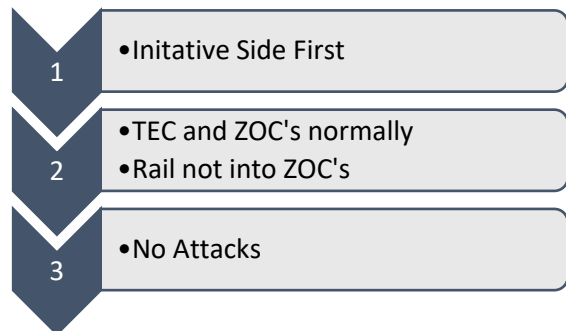 1
•Initative Side First
2
•TEC and ZOC's normally
•Rail not into ZOC's
3
•No Attacks